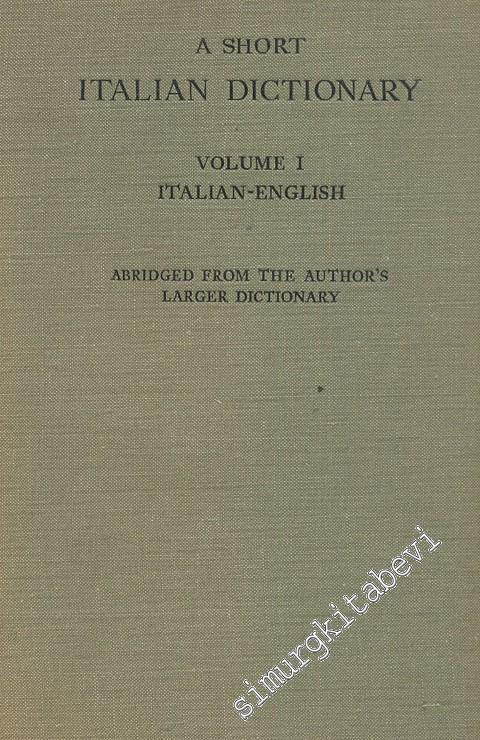 A SHORT
ITALIAN DICTIONARY
VOLUME I
ITALIAN-ENGLISH
ABRIDGED FROM THE AUTHOR'S
LARGER DICTIONARY
simurgkitabevi